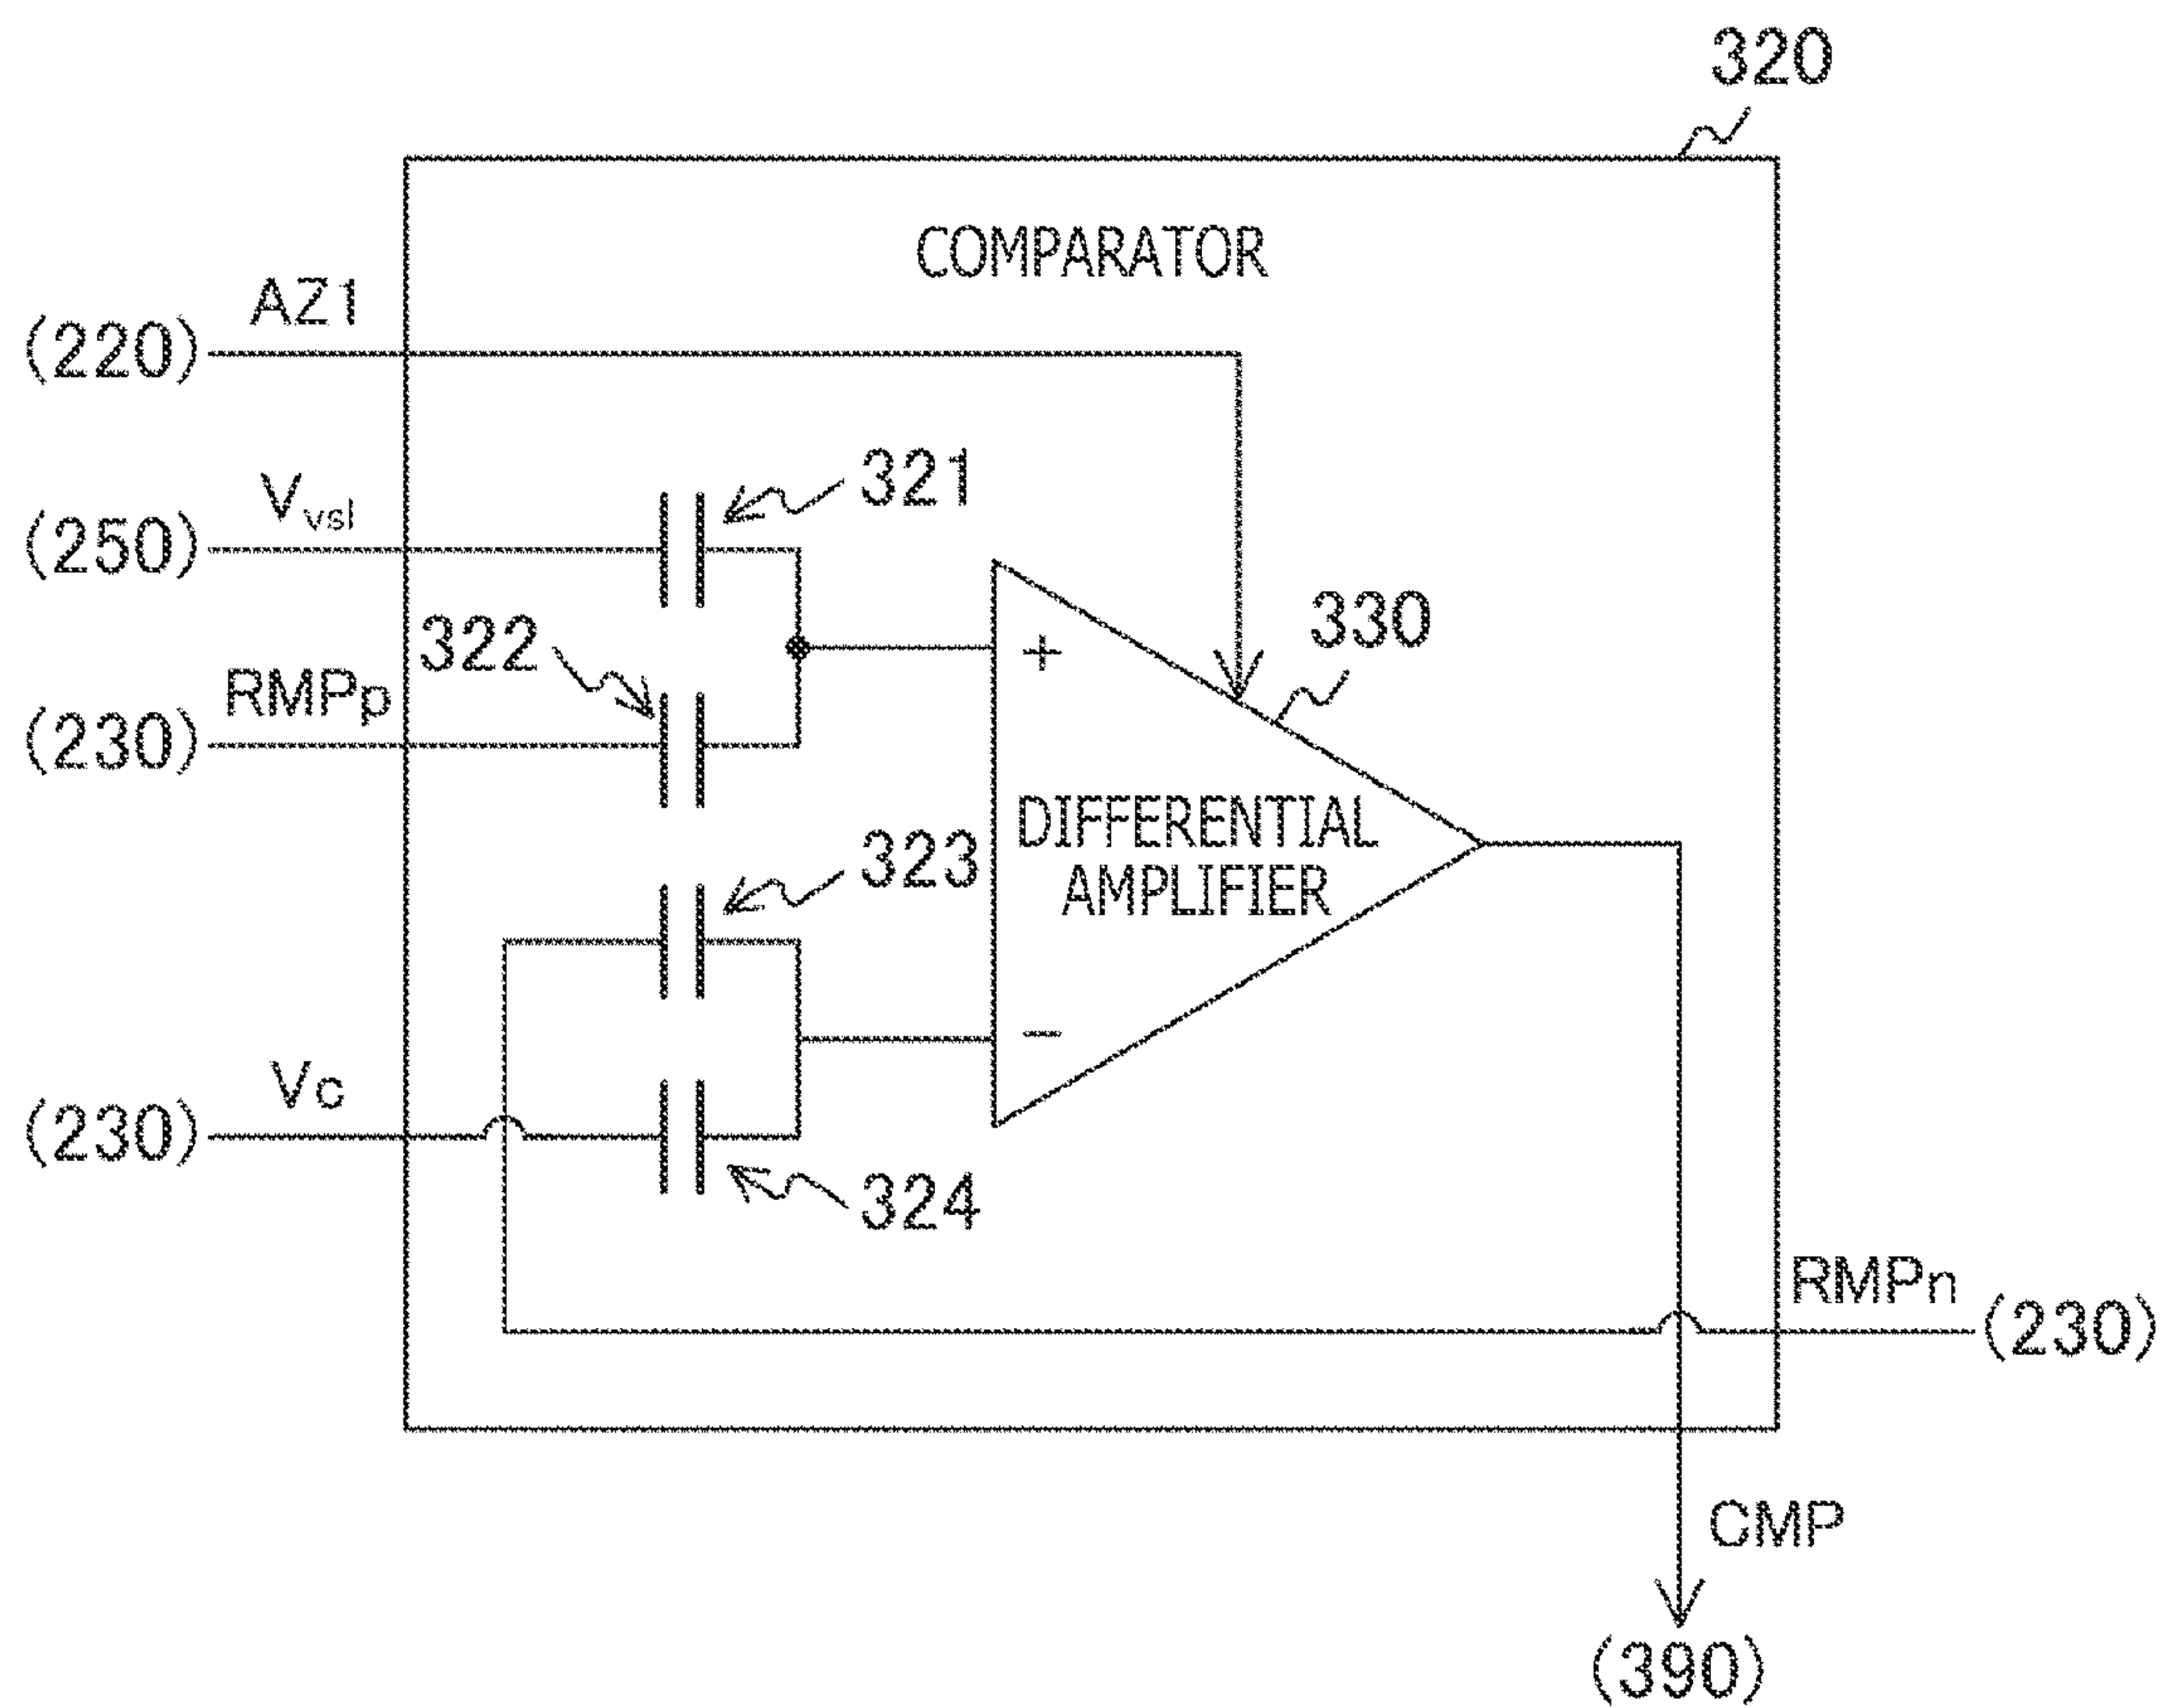 320
COMPARATOR
AZ1
(220)
321
Vvsl
(250)
322
330
RMPp
(230)
+
DIFFERENTIAL
AMPLIFIER
323
−
Vc
(230)
324
RMPn
(230)
CMP
(390)